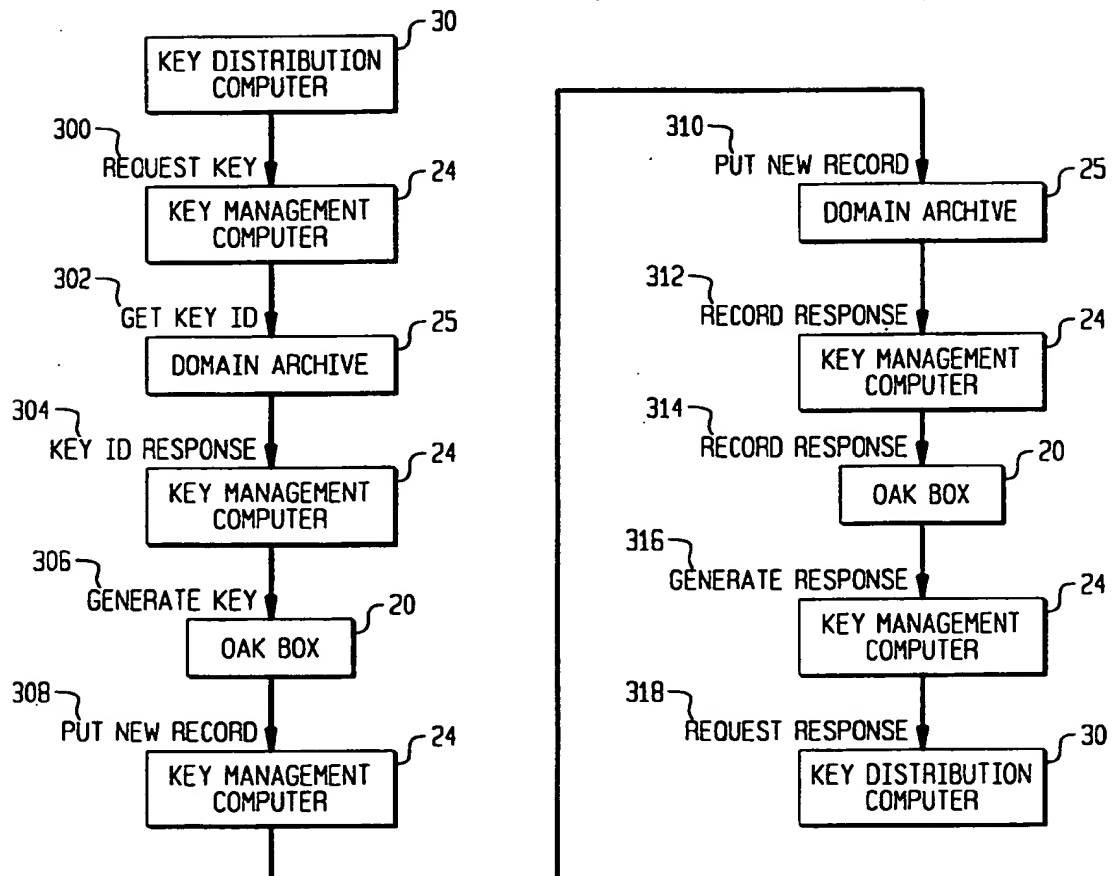 30
KEY DISTRIBUTION
COMPUTER
300
REQUEST KEY
24
KEY MANAGEMENT
COMPUTER
302
GET KEY ID
25
DOMAIN ARCHIVE
304
KEY ID RESPONSE
24
KEY MANAGEMENT
COMPUTER
306
GENERATE KEY
20
OAK BOX
308
PUT NEW RECORD
24
KEY MANAGEMENT
COMPUTER
310
PUT NEW RECORD
25
DOMAIN ARCHIVE
312
RECORD RESPONSE
24
KEY MANAGEMENT
COMPUTER
314
RECORD RESPONSE
20
OAK BOX
316
GENERATE RESPONSE
24
KEY MANAGEMENT
COMPUTER
318
REQUEST RESPONSE
30
KEY DISTRIBUTION
COMPUTER